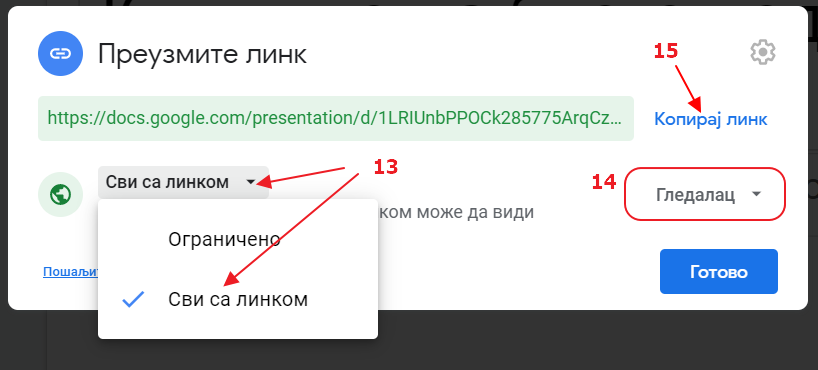 Преузмите линк
15
https://docs.google.com/presentation/d/1LRIUnbPPOCk285775ArqCz...
Копирај линк
13
14
Сви са линком
Гледалац
ком може да види
Ограничено
Пошаљит
Сви са линком
Готово